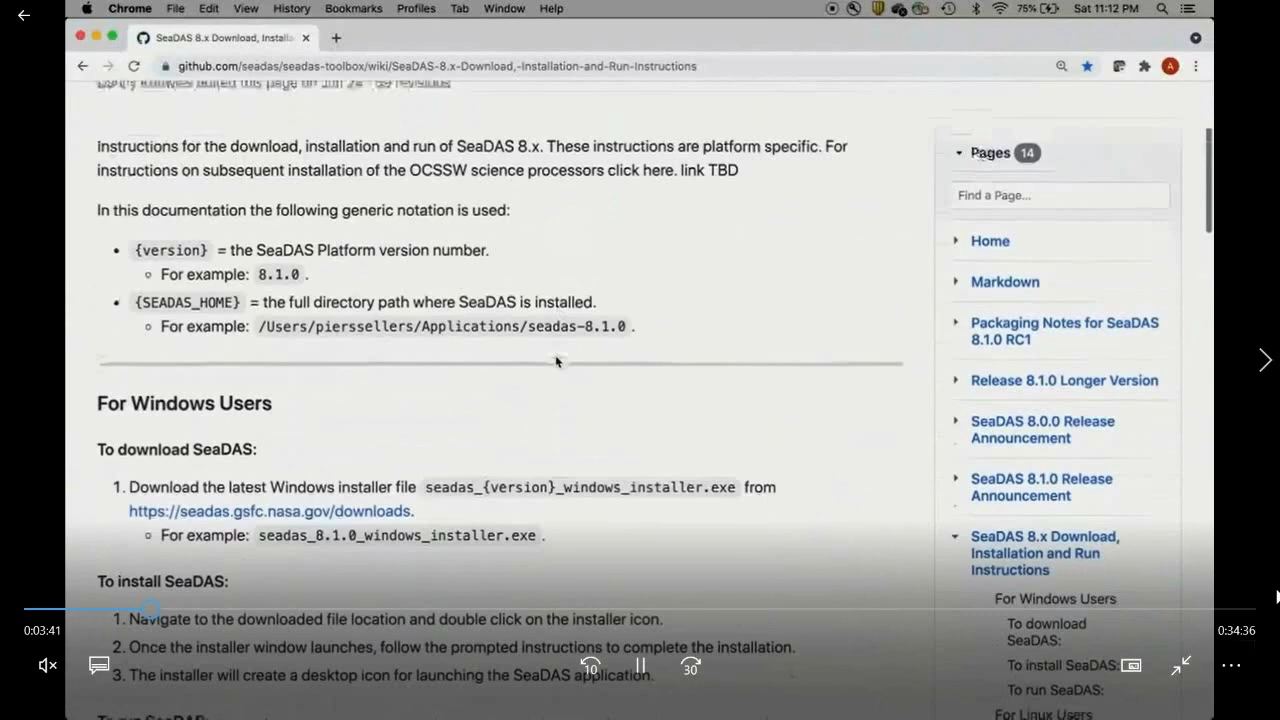 Chrome File Edit View History Bookmarks Profiles Tab Window Help 75% Sat 11:12 PM
SeaDAS 8.x Download, Installa
github.com/seadas/seadas-toolbox/wiki/SeaDAS-8.x-Download,-Installation-and-Run-Instructions A
Instructions for the download, installation and run of SeaDAS 8.x. These instructions are platform specific. For
instructions on subsequent installation of the OCSSW science processors click here. link TBD
In this documentation the following generic notation is used:
• {version} = the SeaDAS Platform version number.
For example: 8.1.0 .
• {SEADAS_HOME} = the full directory path where SeaDAS is installed.
For example: /Users/pierssellers/Applications/seadas-8.1.0 .
For Windows Users
To download SeaDAS:
1. Download the latest Windows installer file seadas_{version}_windows_installer.exe from
https://seadas.gsfc.nasa.gov/downloads.
For example: seadas_8.1.0_windows_installer.exe .
To install SeaDAS:
1. Navigate to the downloaded file location and double click on the installer icon.
2. Once the installer window launches, follow the prompted instructions to complete the installation.
3. The installer will create a desktop icon for launching the SeaDAS application.
Pages 14
Find a Page...
Home
Markdown
Packaging Notes for SeaDAS
8.1.0 RC1
Release 8.1.0 Longer Version
SeaDAS 8.0.0 Release
Announcement
SeaDAS 8.1.0 Release
Announcement
SeaDAS 8.x Download,
Installation and Run
Instructions
For Windows Users
To download
SeaDAS:
To install SeaDAS:
To run SeaDAS:
For Linux Users
0:03:41
0:34:36
10
30